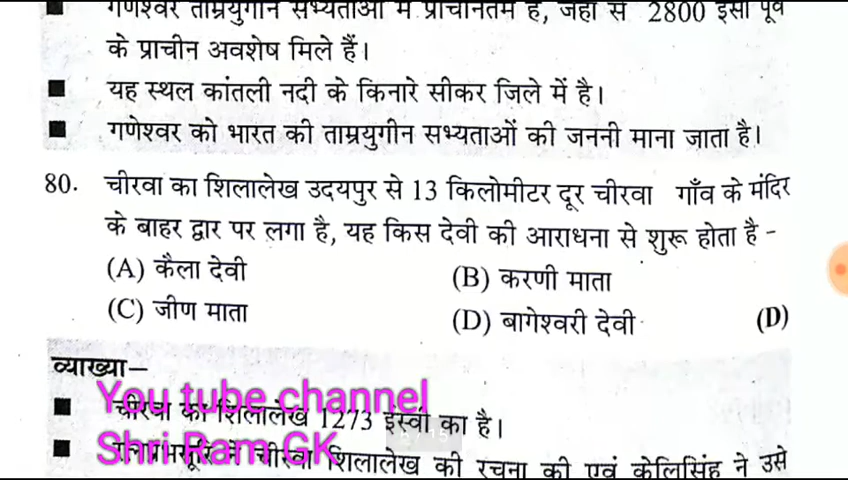 गणेश्वर ताम्रयुगीन सभ्यताओं में प्राचीनतम है, जहाँ से 2800 इसी पूर्व
के प्राचीन अवशेष मिले हैं।
■ यह स्थल कांतली नदी के किनारे सीकर जिले में है।
■ गणेश्वर को भारत की ताम्रयुगीन सभ्यताओं की जननी माना जाता है।
80. चीरवा का शिलालेख उदयपुर से 13 किलोमीटर दूर चीरवा गाँव के मंदिर
के बाहर द्वार पर लगा है, यह किस देवी की आराधना से शुरू होता है -
(A) कैला देवी (B) करणी माता
(C) जीण माता (D) बागेश्वरी देवी (D)
व्याख्या–
You tube channel
■ चीरवा का शिलालेख 1273 इस्वी का है।
Shri Ram GK
■ ने चीरवा शिलालेख की रचना की एवं केलिसिंह ने उसे